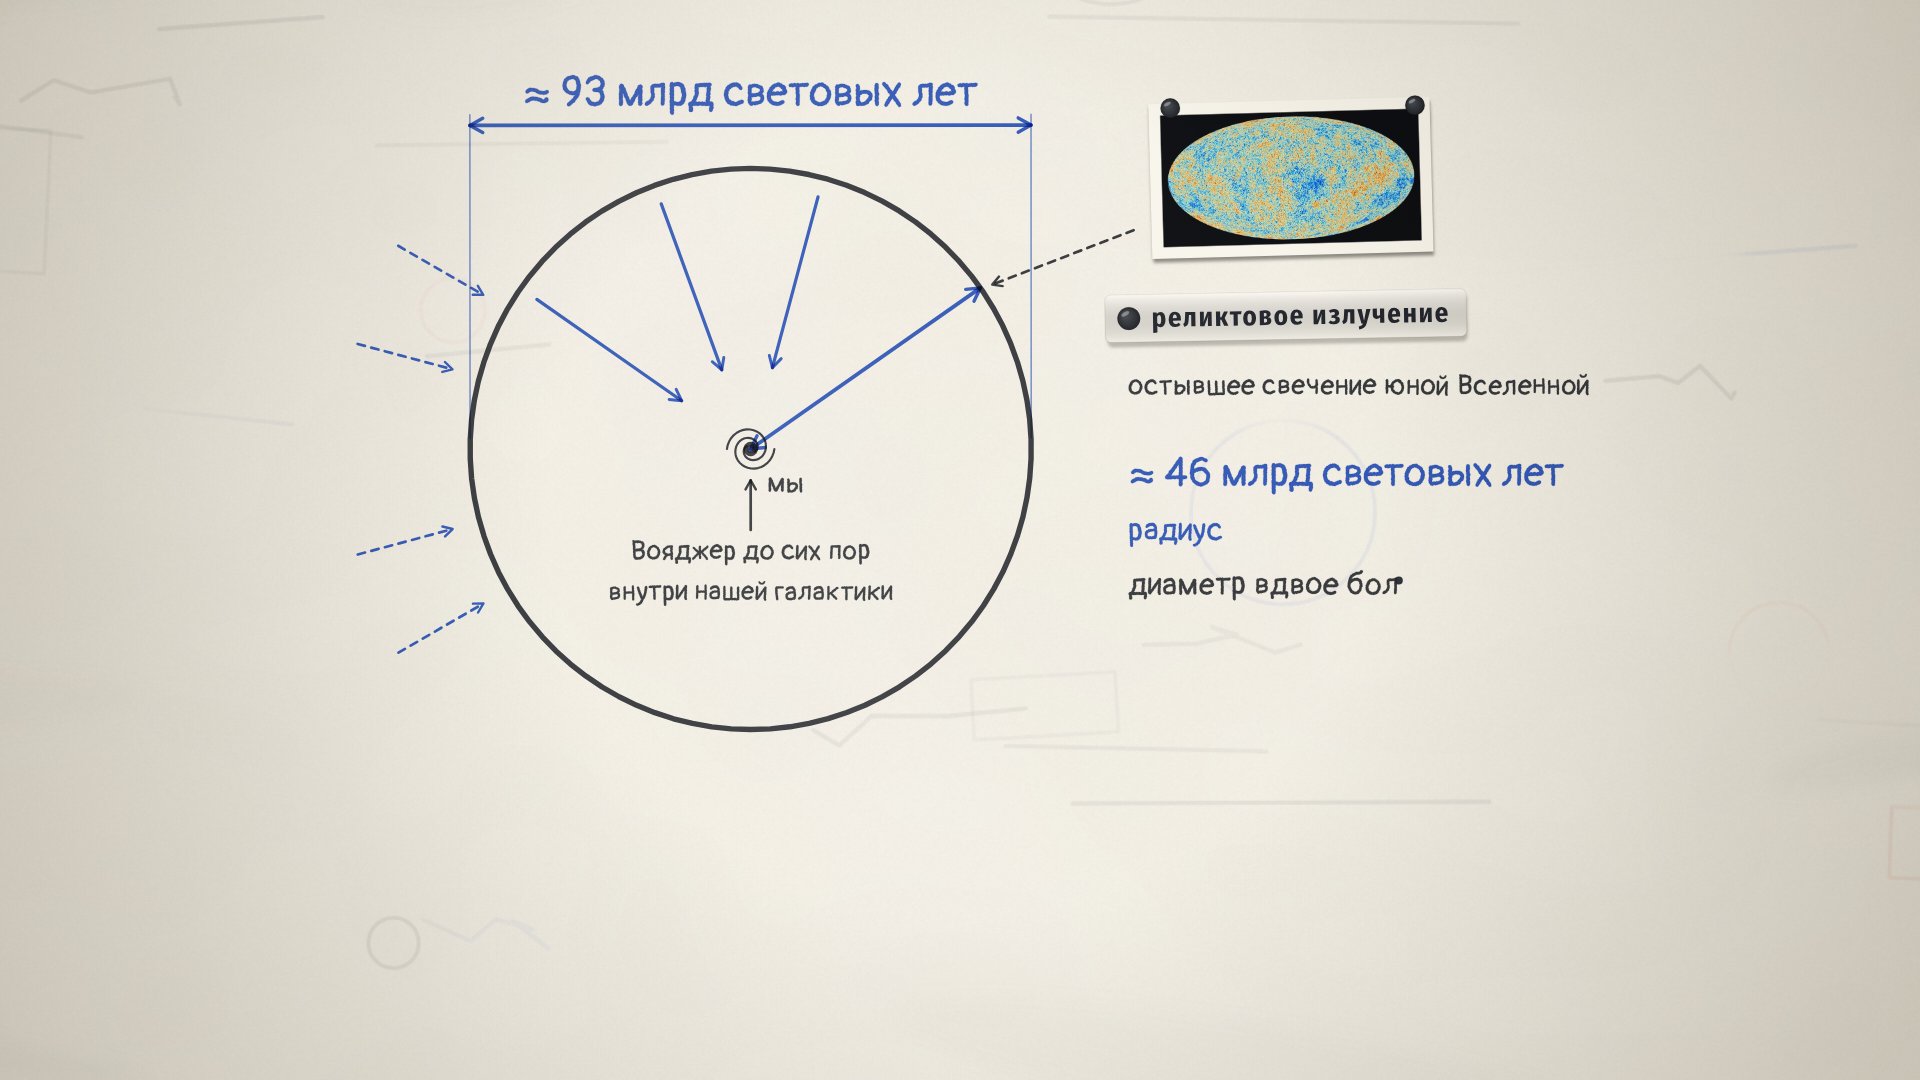 ≈ 93 млрд световых лет
реликтовое излучение
остывшее свечение юной Вселенной
≈ 46 млрд световых лет
радиус
диаметр вдвое бол
мы
Вояджер до сих пор
внутри нашей галактики